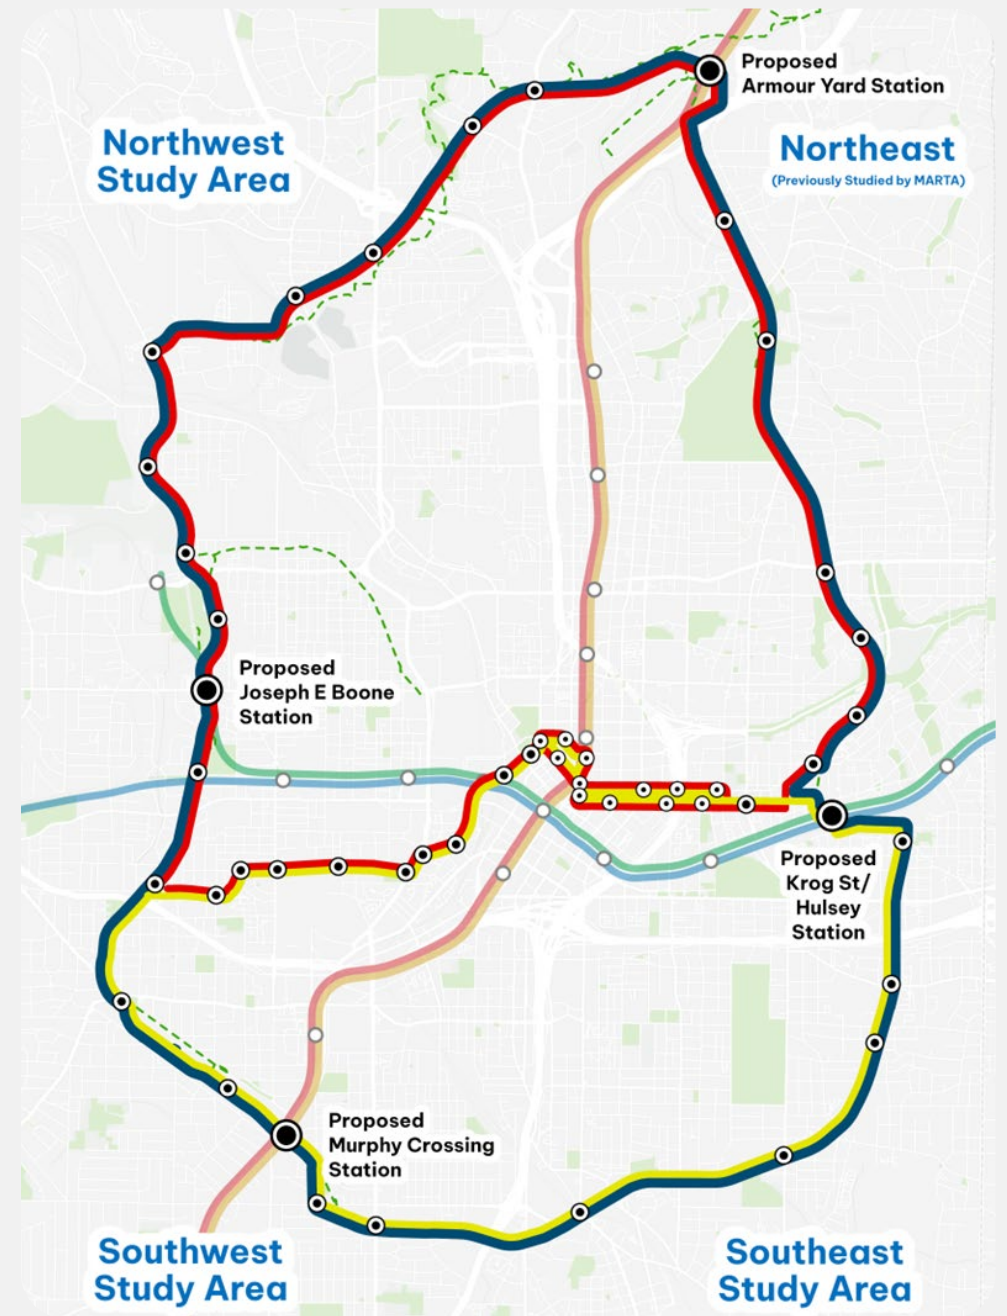 Proposed
Armour Yard Station
Northwest
Study Area
Northeast
(Previously Studied by MARTA)
Proposed
Joseph E Boone
Station
Proposed
Krog St/
Hulsey
Station
Proposed
Murphy Crossing
Station
Southwest
Study Area
Southeast
Study Area